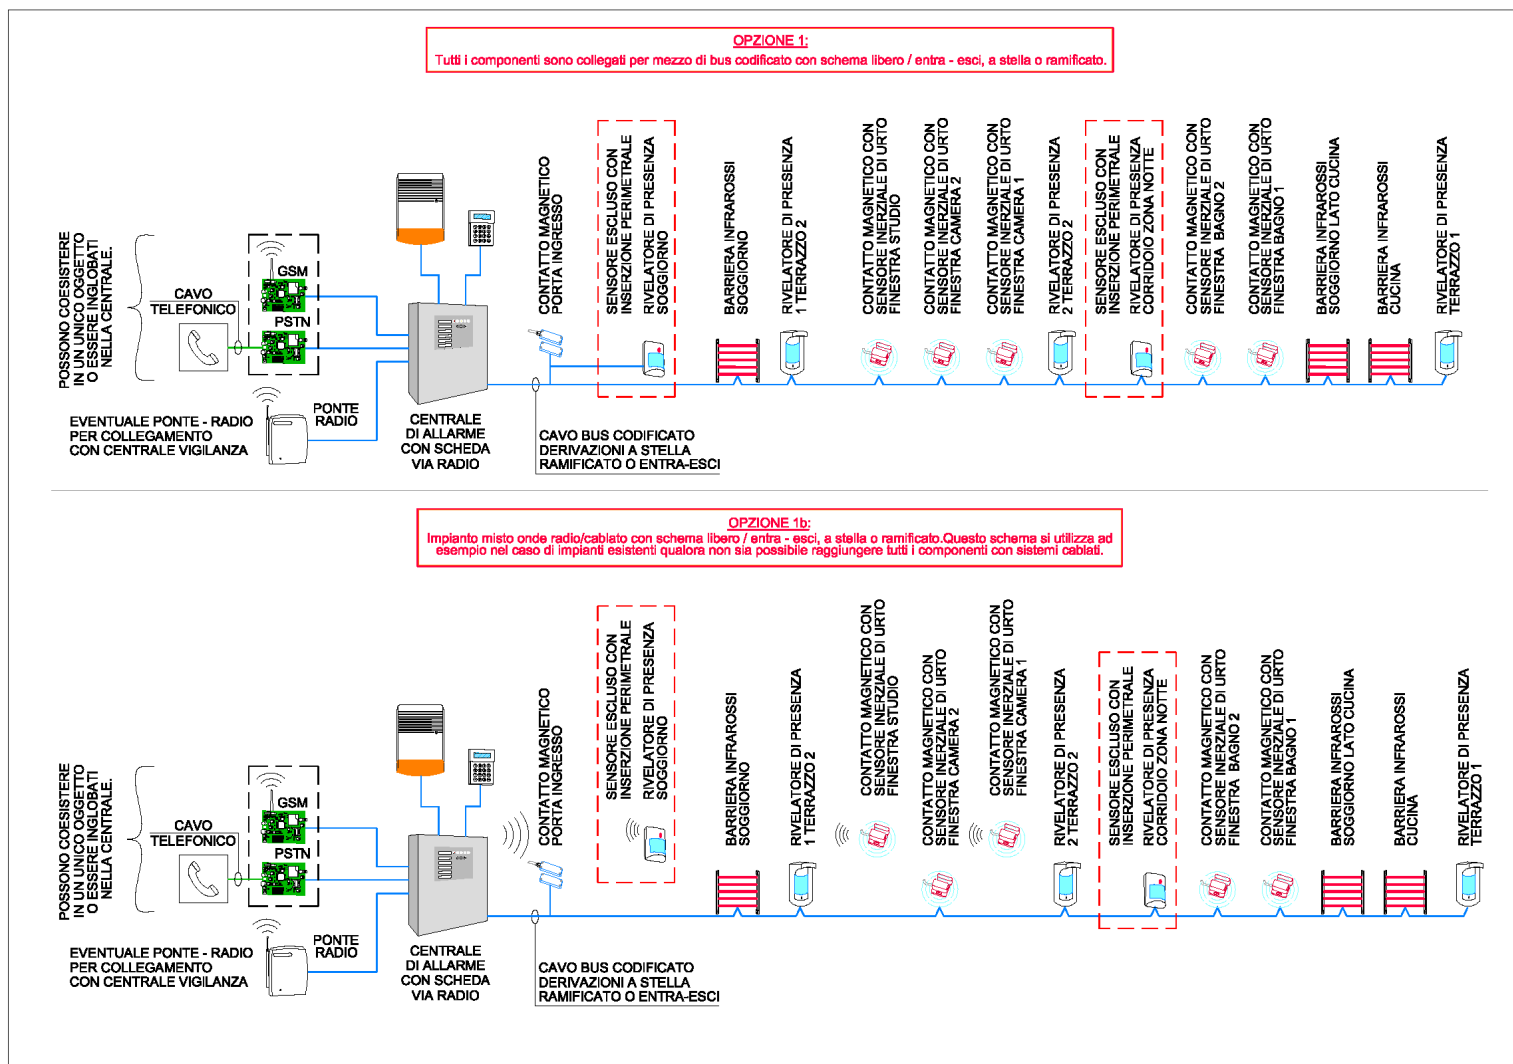 OPZIONE 1:
Tutti i componenti sono collegati per mezzo di bus codificato con schema libero / entra - esci, a stella o ramificato.
POSSONO COESISTERE
IN UN UNICO OGGETTO
O ESSERE INGLOBATI
NELLA CENTRALE.
CAVO
TELEFONICO
GSM
PSTN
EVENTUALE PONTE - RADIO
PER COLLEGAMENTO
CON CENTRALE VIGILANZA
PONTE
RADIO
CENTRALE
DI ALLARME
CON SCHEDA
VIA RADIO
CAVO BUS CODIFICATO
DERIVAZIONI A STELLA
RAMIFICATO O ENTRA-ESCI
CONTATTO MAGNETICO
PORTA INGRESSO
SENSORE ESCLUSO CON
INSERZIONE PERIMETRALE
RIVELATORE DI PRESENZA
SOGGIORNO
BARRIERA INFRAROSSI
SOGGIORNO
RIVELATORE DI PRESENZA
1 TERRAZZO 2
CONTATTO MAGNETICO CON
SENSORE INERZIALE DI URTO
FINESTRA STUDIO
CONTATTO MAGNETICO CON
SENSORE INERZIALE DI URTO
FINESTRA CAMERA 2
CONTATTO MAGNETICO CON
SENSORE INERZIALE DI URTO
FINESTRA CAMERA 1
RIVELATORE DI PRESENZA
2 TERRAZZO 2
SENSORE ESCLUSO CON
INSERZIONE PERIMETRALE
RIVELATORE DI PRESENZA
CORRIDOIO ZONA NOTTE
CONTATTO MAGNETICO CON
SENSORE INERZIALE DI URTO
FINESTRA BAGNO 2
CONTATTO MAGNETICO CON
SENSORE INERZIALE DI URTO
FINESTRA BAGNO 1
BARRIERA INFRAROSSI
SOGGIORNO LATO CUCINA
BARRIERA INFRAROSSI
CUCINA
RIVELATORE DI PRESENZA
TERRAZZO 1
OPZIONE 1b:
Impianto misto onde radio/cablato con schema libero / entra - esci, a stella o ramificato.Questo schema si utilizza ad
esempio nel caso di impianti esistenti qualora non sia possibile raggiungere tutti i componenti con sistemi cablati.
POSSONO COESISTERE
IN UN UNICO OGGETTO
O ESSERE INGLOBATI
NELLA CENTRALE.
CAVO
TELEFONICO
GSM
PSTN
EVENTUALE PONTE - RADIO
PER COLLEGAMENTO
CON CENTRALE VIGILANZA
PONTE
RADIO
CENTRALE
DI ALLARME
CON SCHEDA
VIA RADIO
CAVO BUS CODIFICATO
DERIVAZIONI A STELLA
RAMIFICATO O ENTRA-ESCI
CONTATTO MAGNETICO
PORTA INGRESSO
SENSORE ESCLUSO CON
INSERZIONE PERIMETRALE
RIVELATORE DI PRESENZA
SOGGIORNO
BARRIERA INFRAROSSI
SOGGIORNO
RIVELATORE DI PRESENZA
1 TERRAZZO 2
CONTATTO MAGNETICO CON
SENSORE INERZIALE DI URTO
FINESTRA STUDIO
CONTATTO MAGNETICO CON
SENSORE INERZIALE DI URTO
FINESTRA CAMERA 2
CONTATTO MAGNETICO CON
SENSORE INERZIALE DI URTO
FINESTRA CAMERA 1
RIVELATORE DI PRESENZA
2 TERRAZZO 2
SENSORE ESCLUSO CON
INSERZIONE PERIMETRALE
RIVELATORE DI PRESENZA
CORRIDOIO ZONA NOTTE
CONTATTO MAGNETICO CON
SENSORE INERZIALE DI URTO
FINESTRA BAGNO 2
CONTATTO MAGNETICO CON
SENSORE INERZIALE DI URTO
FINESTRA BAGNO 1
BARRIERA INFRAROSSI
SOGGIORNO LATO CUCINA
BARRIERA INFRAROSSI
CUCINA
RIVELATORE DI PRESENZA
TERRAZZO 1